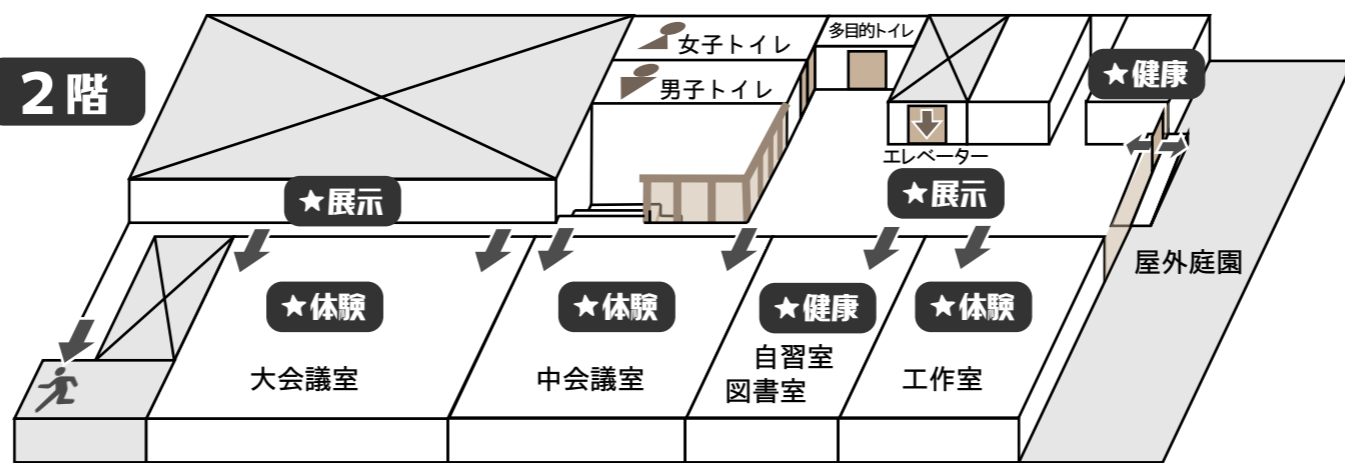 2階
女子トイレ
男子トイレ
多目的トイレ
エレベーター
★健康
★展示
★展示
屋外庭園
★体験
★体験
★健康
★体験
大会議室
中会議室
自習室
図書室
工作室